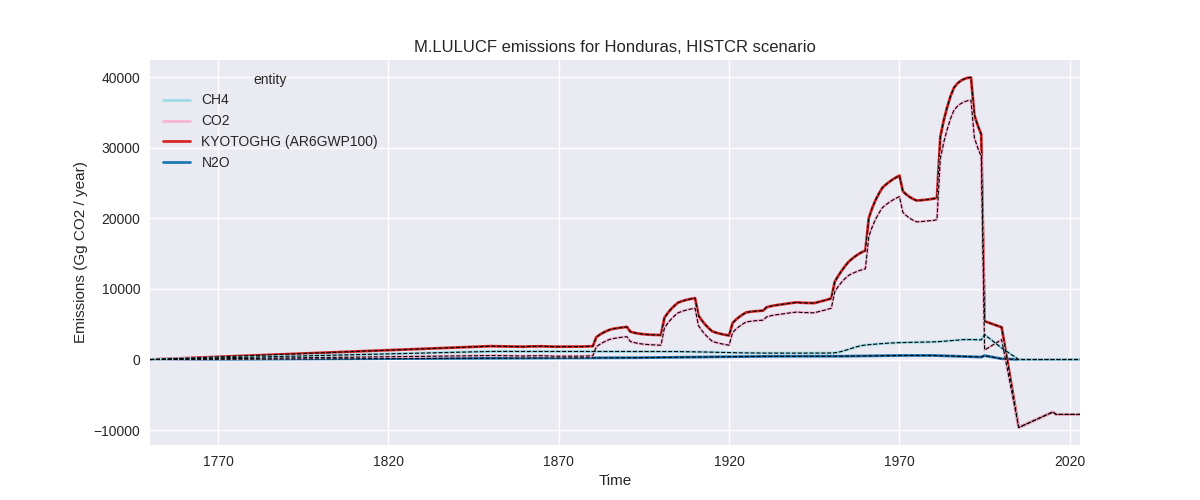 M.LULUCF emissions for Honduras, HISTCR scenario
Emissions (Gg CO2 / year)
40000
30000
20000
10000
0
−10000
entity
CH4
CO2
KYOTOGHG (AR6GWP100)
N2O
1770
1820
1870
1920
1970
2020
Time